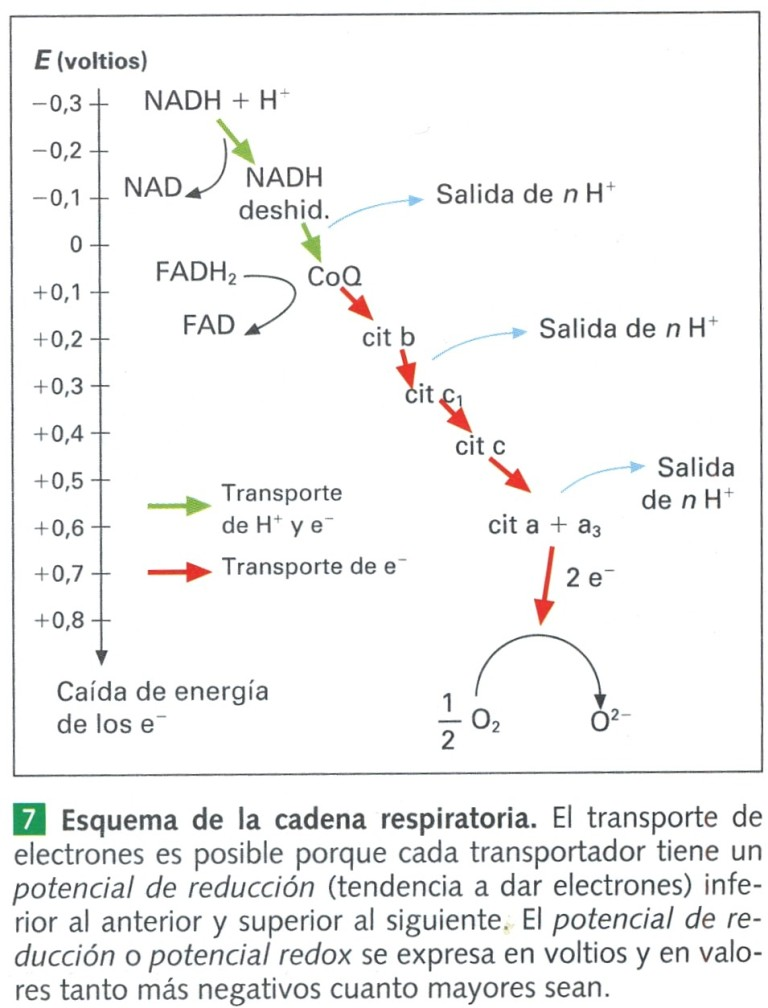 E (voltios)
−0,3
NADH + H⁺
−0,2
NAD
NADH
deshid.
−0,1
Salida de n H⁺
0
FADH₂
CoQ
+0,1
FAD
cit b
Salida de n H⁺
+0,2
+0,3
cit c₁
+0,4
cit c
+0,5
Salida
de n H⁺
Transporte
de H⁺ y e⁻
cit a + a₃
+0,6
Transporte de e⁻
+0,7
2 e⁻
+0,8
Caída de energía
de los e⁻
1/2 O₂
O²⁻
7 Esquema de la cadena respiratoria. El transporte de
electrones es posible porque cada transportador tiene un
potencial de reducción (tendencia a dar electrones) infe-
rior al anterior y superior al siguiente. El potencial de re-
ducción o potencial redox se expresa en voltios y en valo-
res tanto más negativos cuanto mayores sean.